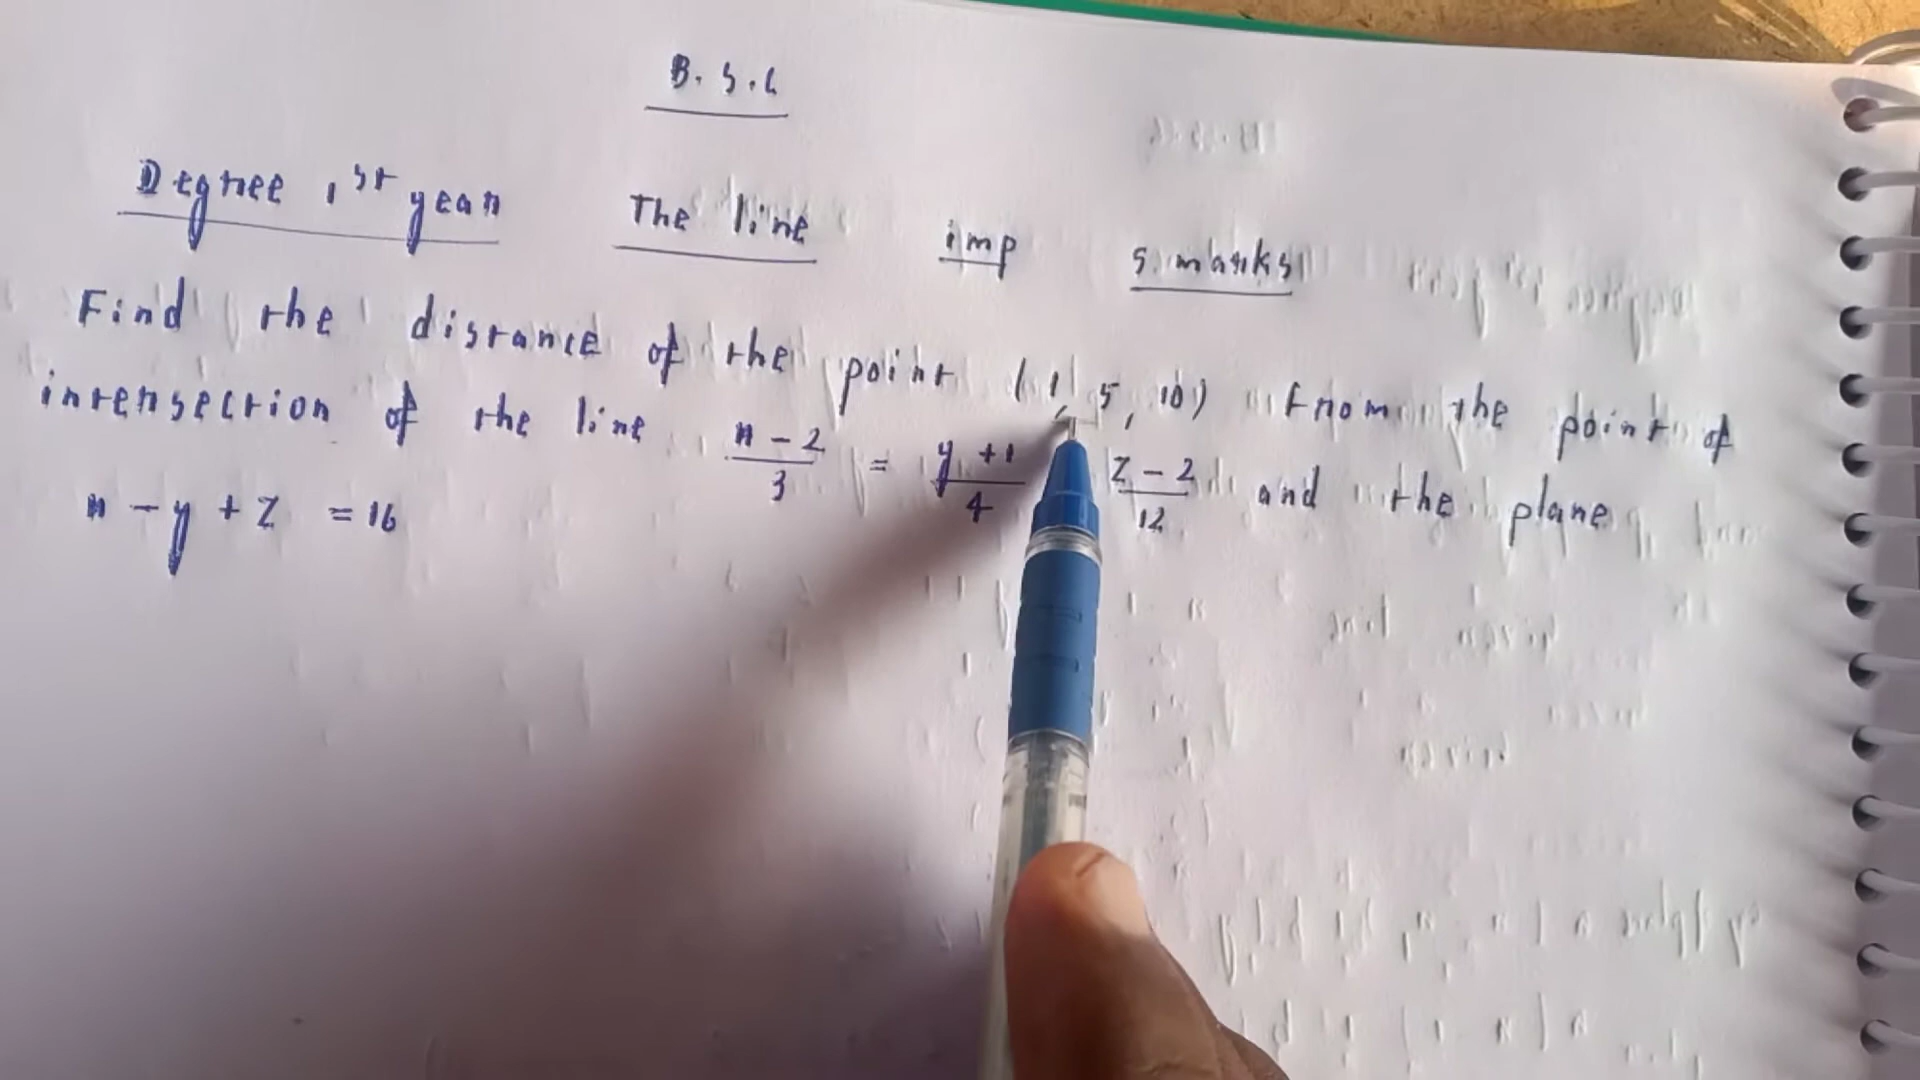 B.S.C
Degree 1st year The line imp 5 marks
Find the distance of the point (1, 5, 10) from the point of
intersection of the line x-2/3 = y+1/4 z-2/12 and the plane
x - y + z = 16